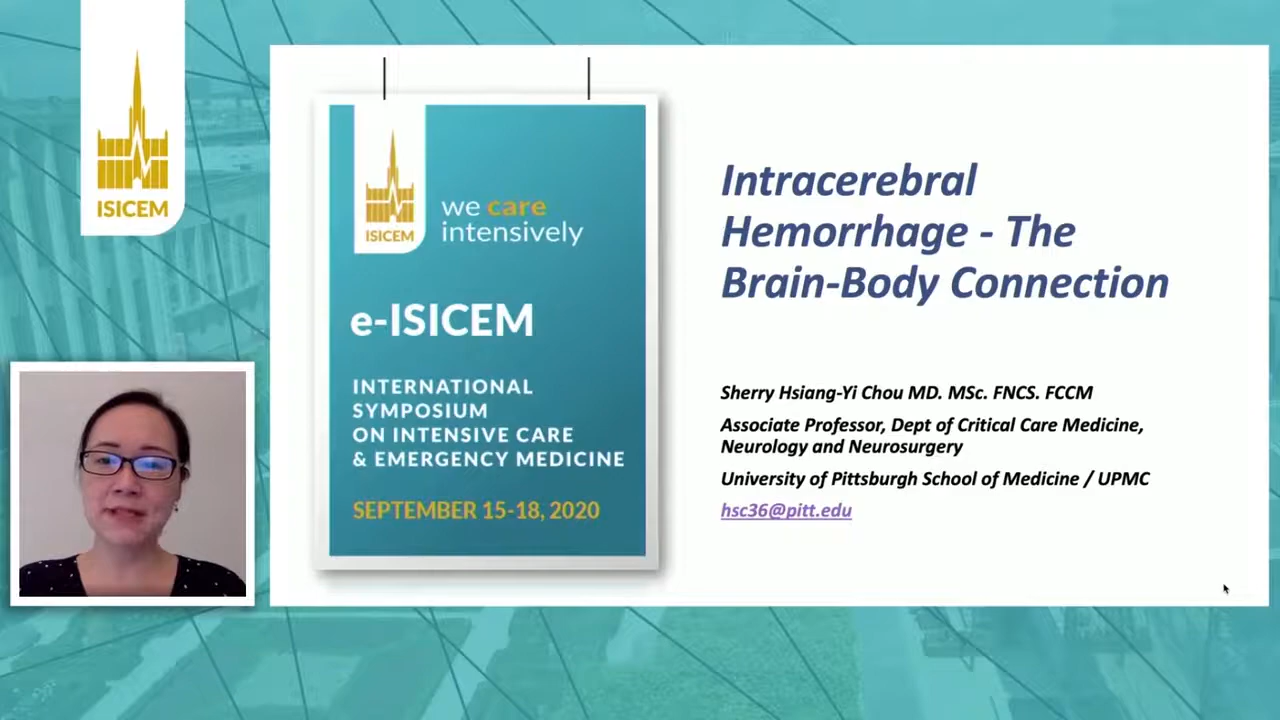 ISICEM
ISICEM
we care
intensively
e-ISICEM
INTERNATIONAL
SYMPOSIUM
ON INTENSIVE CARE
& EMERGENCY MEDICINE
SEPTEMBER 15-18, 2020
Intracerebral
Hemorrhage - The
Brain-Body Connection
Sherry Hsiang-Yi Chou MD. MSc. FNCS. FCCM
Associate Professor, Dept of Critical Care Medicine,
Neurology and Neurosurgery
University of Pittsburgh School of Medicine / UPMC
hsc36@pitt.edu